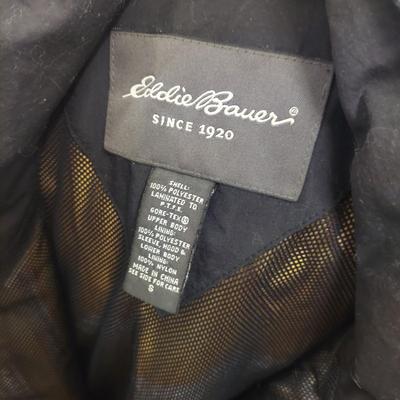 Eddie Bauer®
SINCE 1920
SHELL:
100% POLYESTER
LAMINATED TO
P.T.F.E.
GORE-TEX®
UPPER BODY
LINING:
100% POLYESTER
SLEEVE, HOOD &
LOWER BODY
LINING:
100% NYLON
MADE IN CHINA
SEE SIDE FOR CARE
S